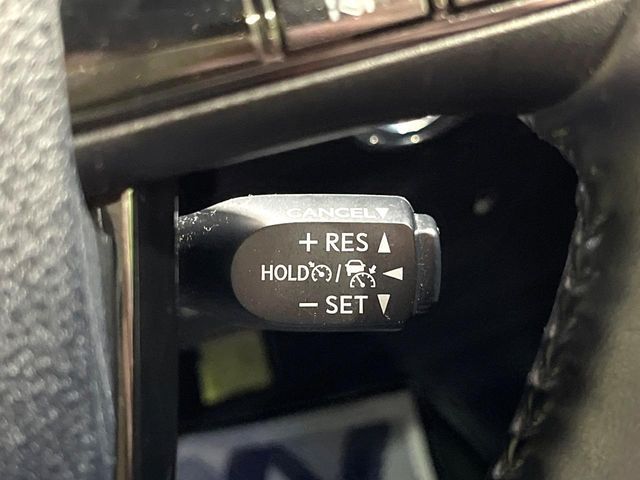 CANCEL▼
+ RES ▲
HOLD / ◀
− SET ▼